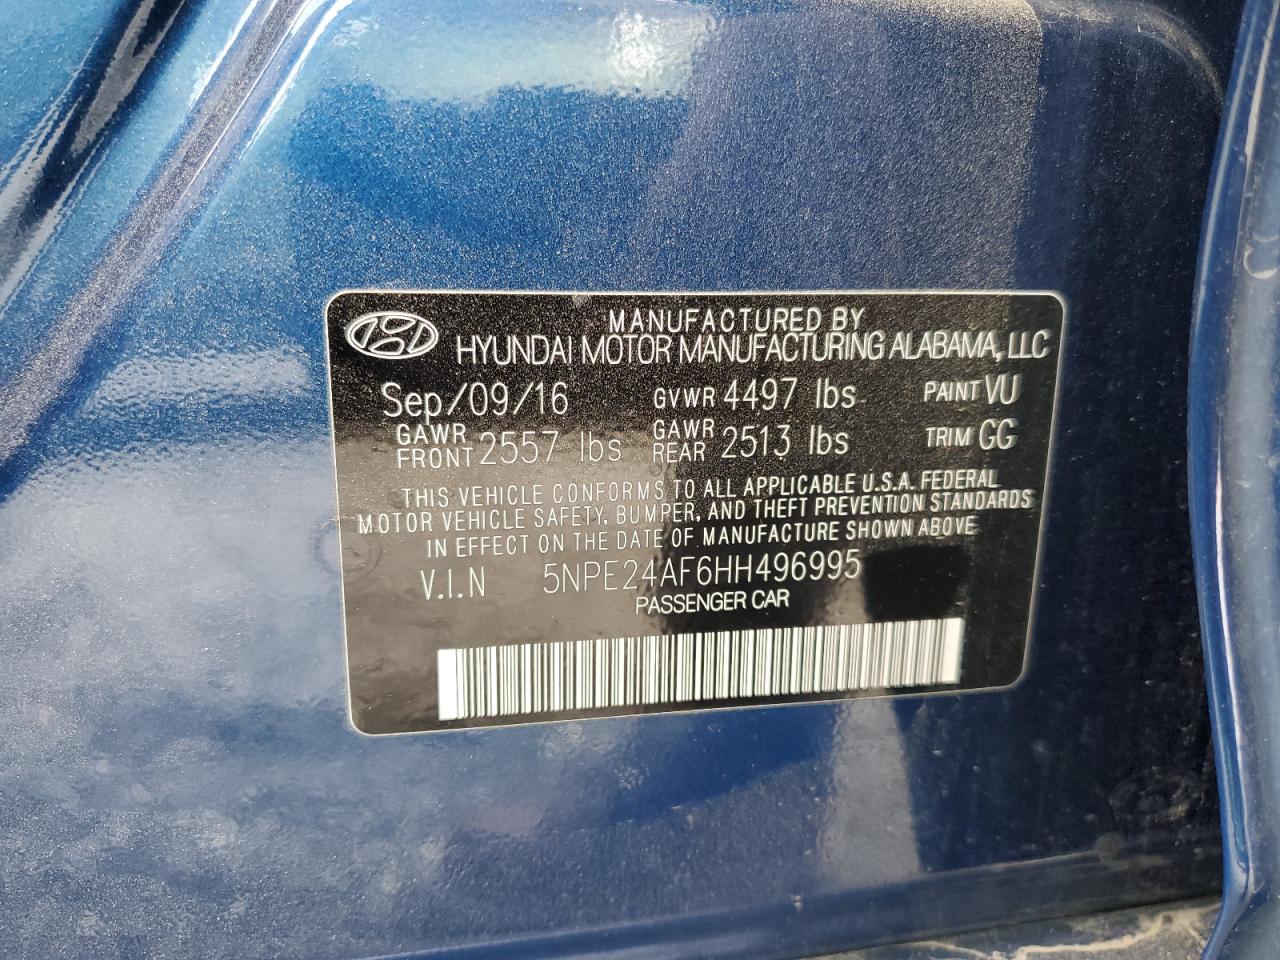 MANUFACTURED BY
HYUNDAI MOTOR MANUFACTURING ALABAMA, LLC
Sep/09/16 GVWR 4497 lbs PAINT VU
GAWR FRONT 2557 lbs GAWR REAR 2513 lbs TRIM GG
THIS VEHICLE CONFORMS TO ALL APPLICABLE U.S.A. FEDERAL
MOTOR VEHICLE SAFETY, BUMPER, AND THEFT PREVENTION STANDARDS
IN EFFECT ON THE DATE OF MANUFACTURE SHOWN ABOVE
V.I.N 5NPE24AF6HH496995
PASSENGER CAR